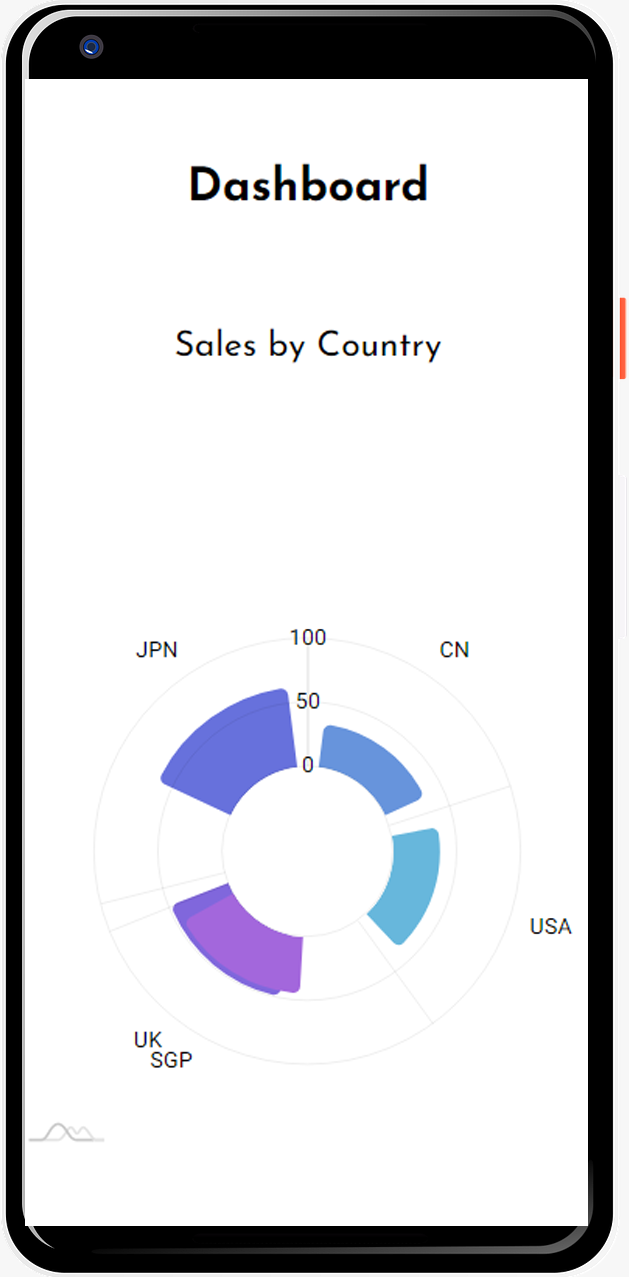 Dashboard
Sales by Country
100
JPN
CN
50
0
USA
UK
SGP